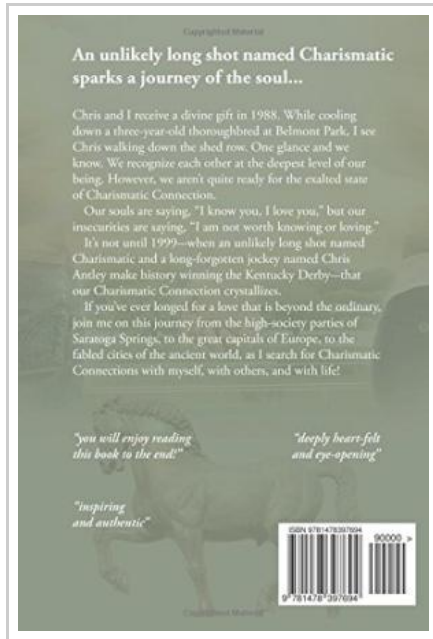 Copyrighted Material
An unlikely long shot named Charismatic
sparks a journey of the soul...
Chris and I receive a divine gift in 1988. While cooling
down a three-year-old thoroughbred at Belmont Park, I see
Chris walking down the shed row. One glance and we
know. We recognize each other at the deepest level of our
being. However, we aren't quite ready for the exalted state
of Charismatic Connection.
Our souls are saying, "I know you, I love you," but our
insecurities are saying, "I am not worth knowing or loving."
It's not until 1999—when an unlikely long shot named
Charismatic and a long-forgotten jockey named Chris
Antley make history winning the Kentucky Derby—that
our Charismatic Connection crystallizes.
If you've ever longed for a love that is beyond the ordinary,
join me on this journey from the high-society parties of
Saratoga Springs, to the great capitals of Europe, to the
fabled cities of the ancient world, as I search for Charismatic
Connections with myself, with others, and with life!
"you will enjoy reading
this book to the end!"
"deeply heart-felt
and eye-opening"
"inspiring
and authentic"
ISBN 9781478397694
90000 >
9 781478 397694
Copyrighted Material